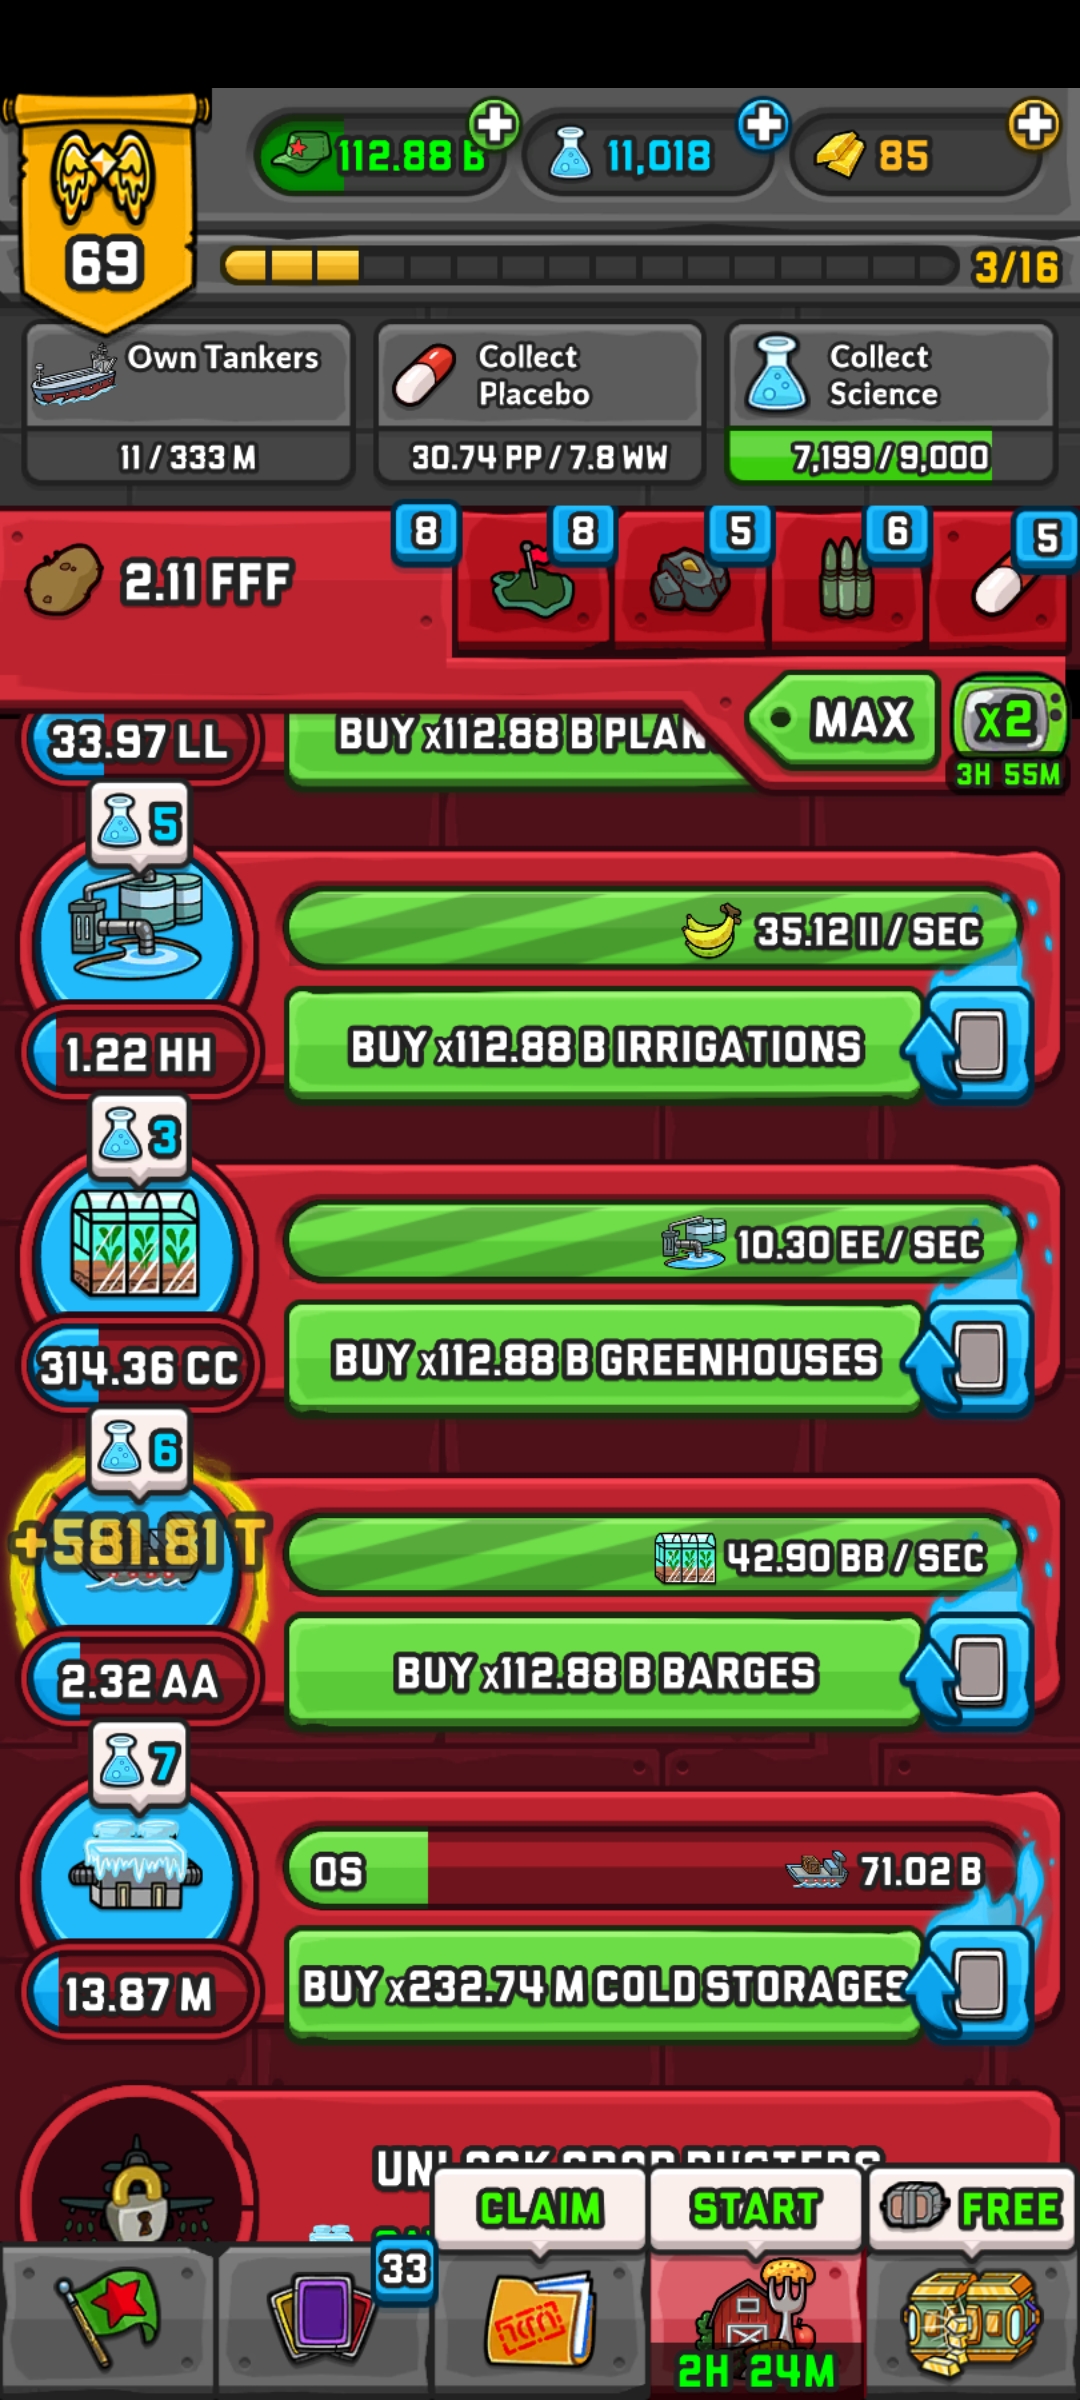 112.88 B
11,018
85
69
3/16
Own Tankers
11 / 333 M
Collect
Placebo
30.74 PP / 7.8 WW
Collect
Science
7,199 / 9,000
2.11 FFF
8
8
5
6
5
MAX
x2
3H 55M
33.97 LL
BUY x112.88 B PLAN
5
35.12 II / SEC
1.22 HH
BUY x112.88 B IRRIGATIONS
3
10.30 EE / SEC
314.36 CC
BUY x112.88 B GREENHOUSES
6
+581.81 T
42.90 BB / SEC
2.32 AA
BUY x112.88 B BARGES
7
0S
71.02 B
13.87 M
BUY x232.74 M COLD STORAGES
CLAIM
START
FREE
33
2H 24M